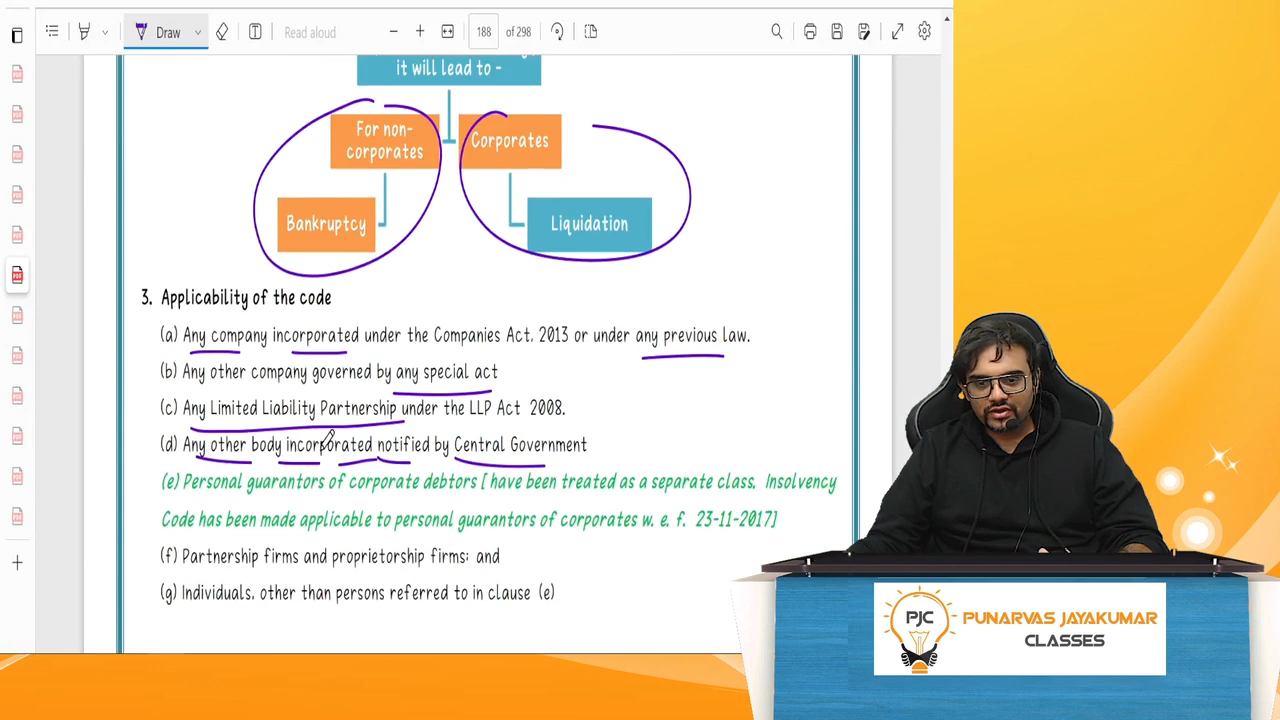 Draw
Read aloud
188
of 298
it will lead to -
For non-
corporates
Corporates
Bankruptcy
Liquidation
3. Applicability of the code
(a) Any company incorporated under the Companies Act, 2013 or under any previous law.
(b) Any other company governed by any special act
(c) Any Limited Liability Partnership under the LLP Act 2008.
(d) Any other body incorporated notified by Central Government
(e) Personal guarantors of corporate debtors [ have been treated as a separate class. Insolvency
Code has been made applicable to personal guarantors of corporates w. e. f. 23-11-2017]
(f) Partnership firms and proprietorship firms; and
(g) Individuals, other than persons referred to in clause (e)
PJC
PUNARVAS JAYAKUMAR
CLASSES